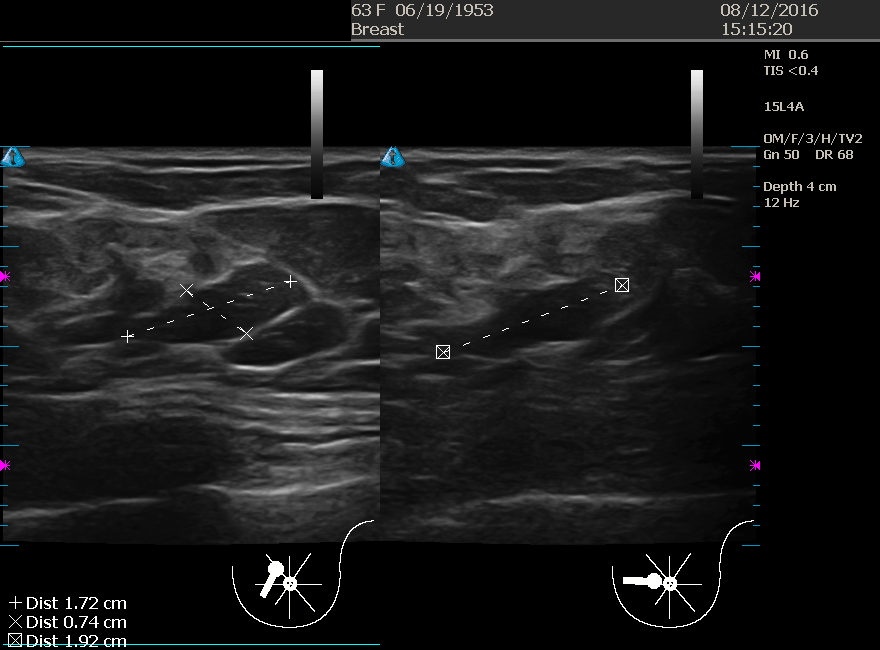 63 F 06/19/1953 08/12/2016
Breast 15:15:20
MI 0.6
TIS <0.4
15L4A
OM/F/3/H/TV2
Gn 50 DR 68
Depth 4 cm
12 Hz
Dist 1.72 cm
Dist 0.74 cm
Dist 1.92 cm